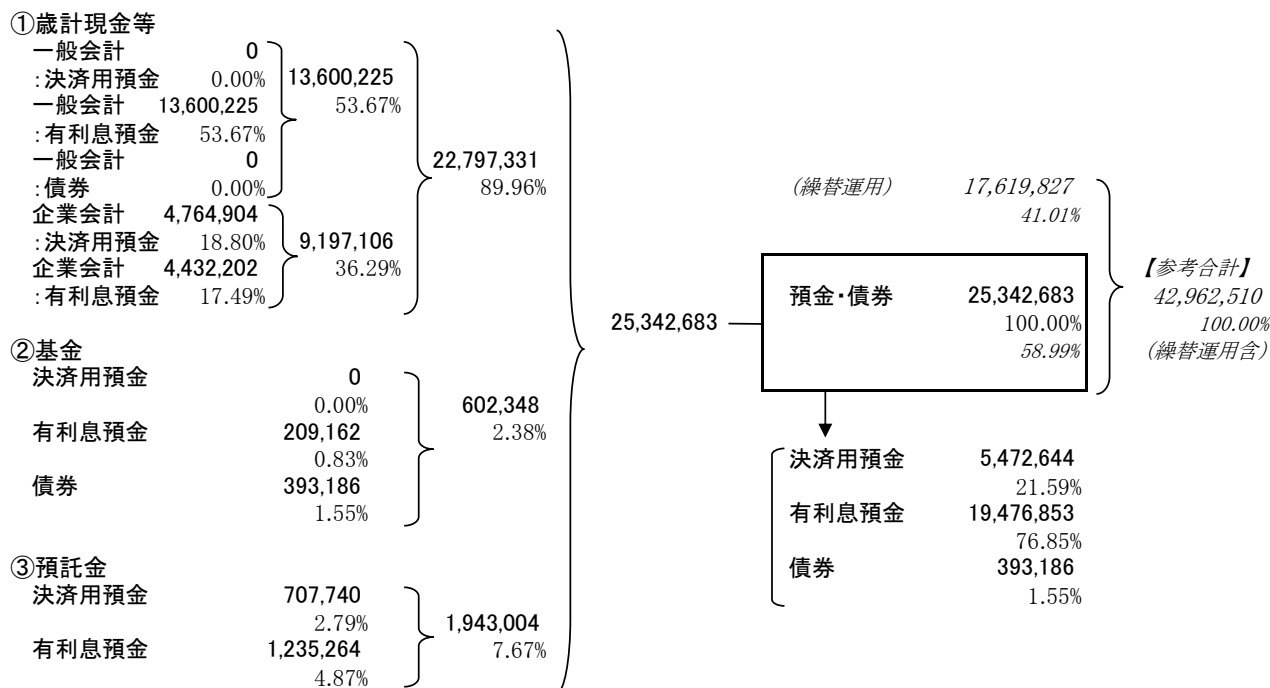 ①歳計現金等
一般会計 0
:決済用預金 0.00%
一般会計 13,600,225
:有利息預金 53.67%
一般会計 0
:債券 0.00%
13,600,225
53.67%
企業会計 4,764,904
:決済用預金 18.80%
企業会計 4,432,202
:有利息預金 17.49%
9,197,106
36.29%
22,797,331
89.96%
②基金
決済用預金 0
0.00%
有利息預金 209,162
0.83%
債券 393,186
1.55%
602,348
2.38%
③預託金
決済用預金 707,740
2.79%
有利息預金 1,235,264
4.87%
1,943,004
7.67%
25,342,683
(繰替運用) 17,619,827
41.01%
預金・債券 25,342,683
100.00%
58.99%
【参考合計】
42,962,510
100.00%
(繰替運用含)
決済用預金 5,472,644
21.59%
有利息預金 19,476,853
76.85%
債券 393,186
1.55%